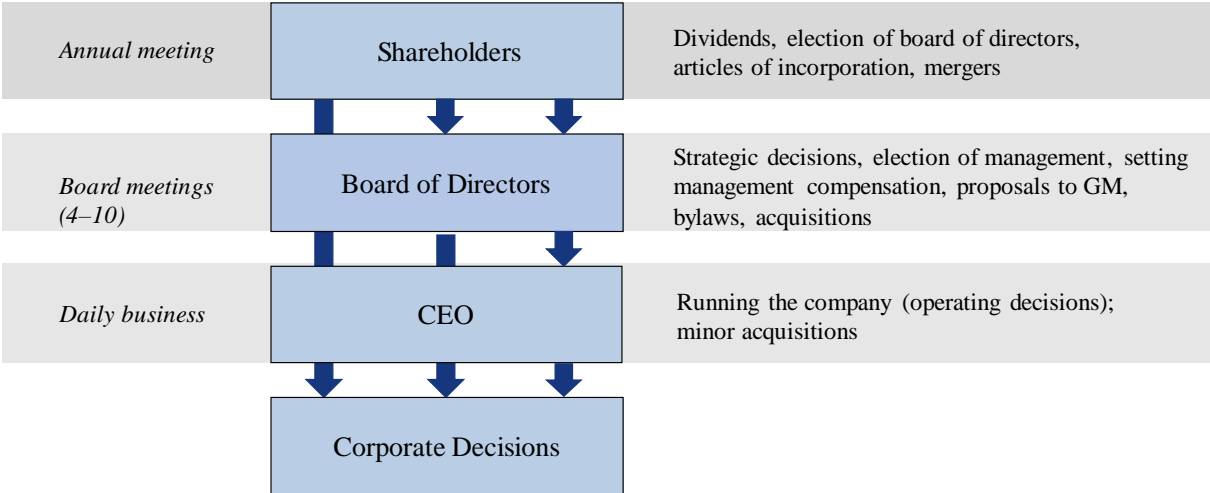 Annual meeting
Shareholders
Dividends, election of board of directors,
articles of incorporation, mergers
Board meetings
(4–10)
Board of Directors
Strategic decisions, election of management, setting
management compensation, proposals to GM,
bylaws, acquisitions
Daily business
CEO
Running the company (operating decisions);
minor acquisitions
Corporate Decisions